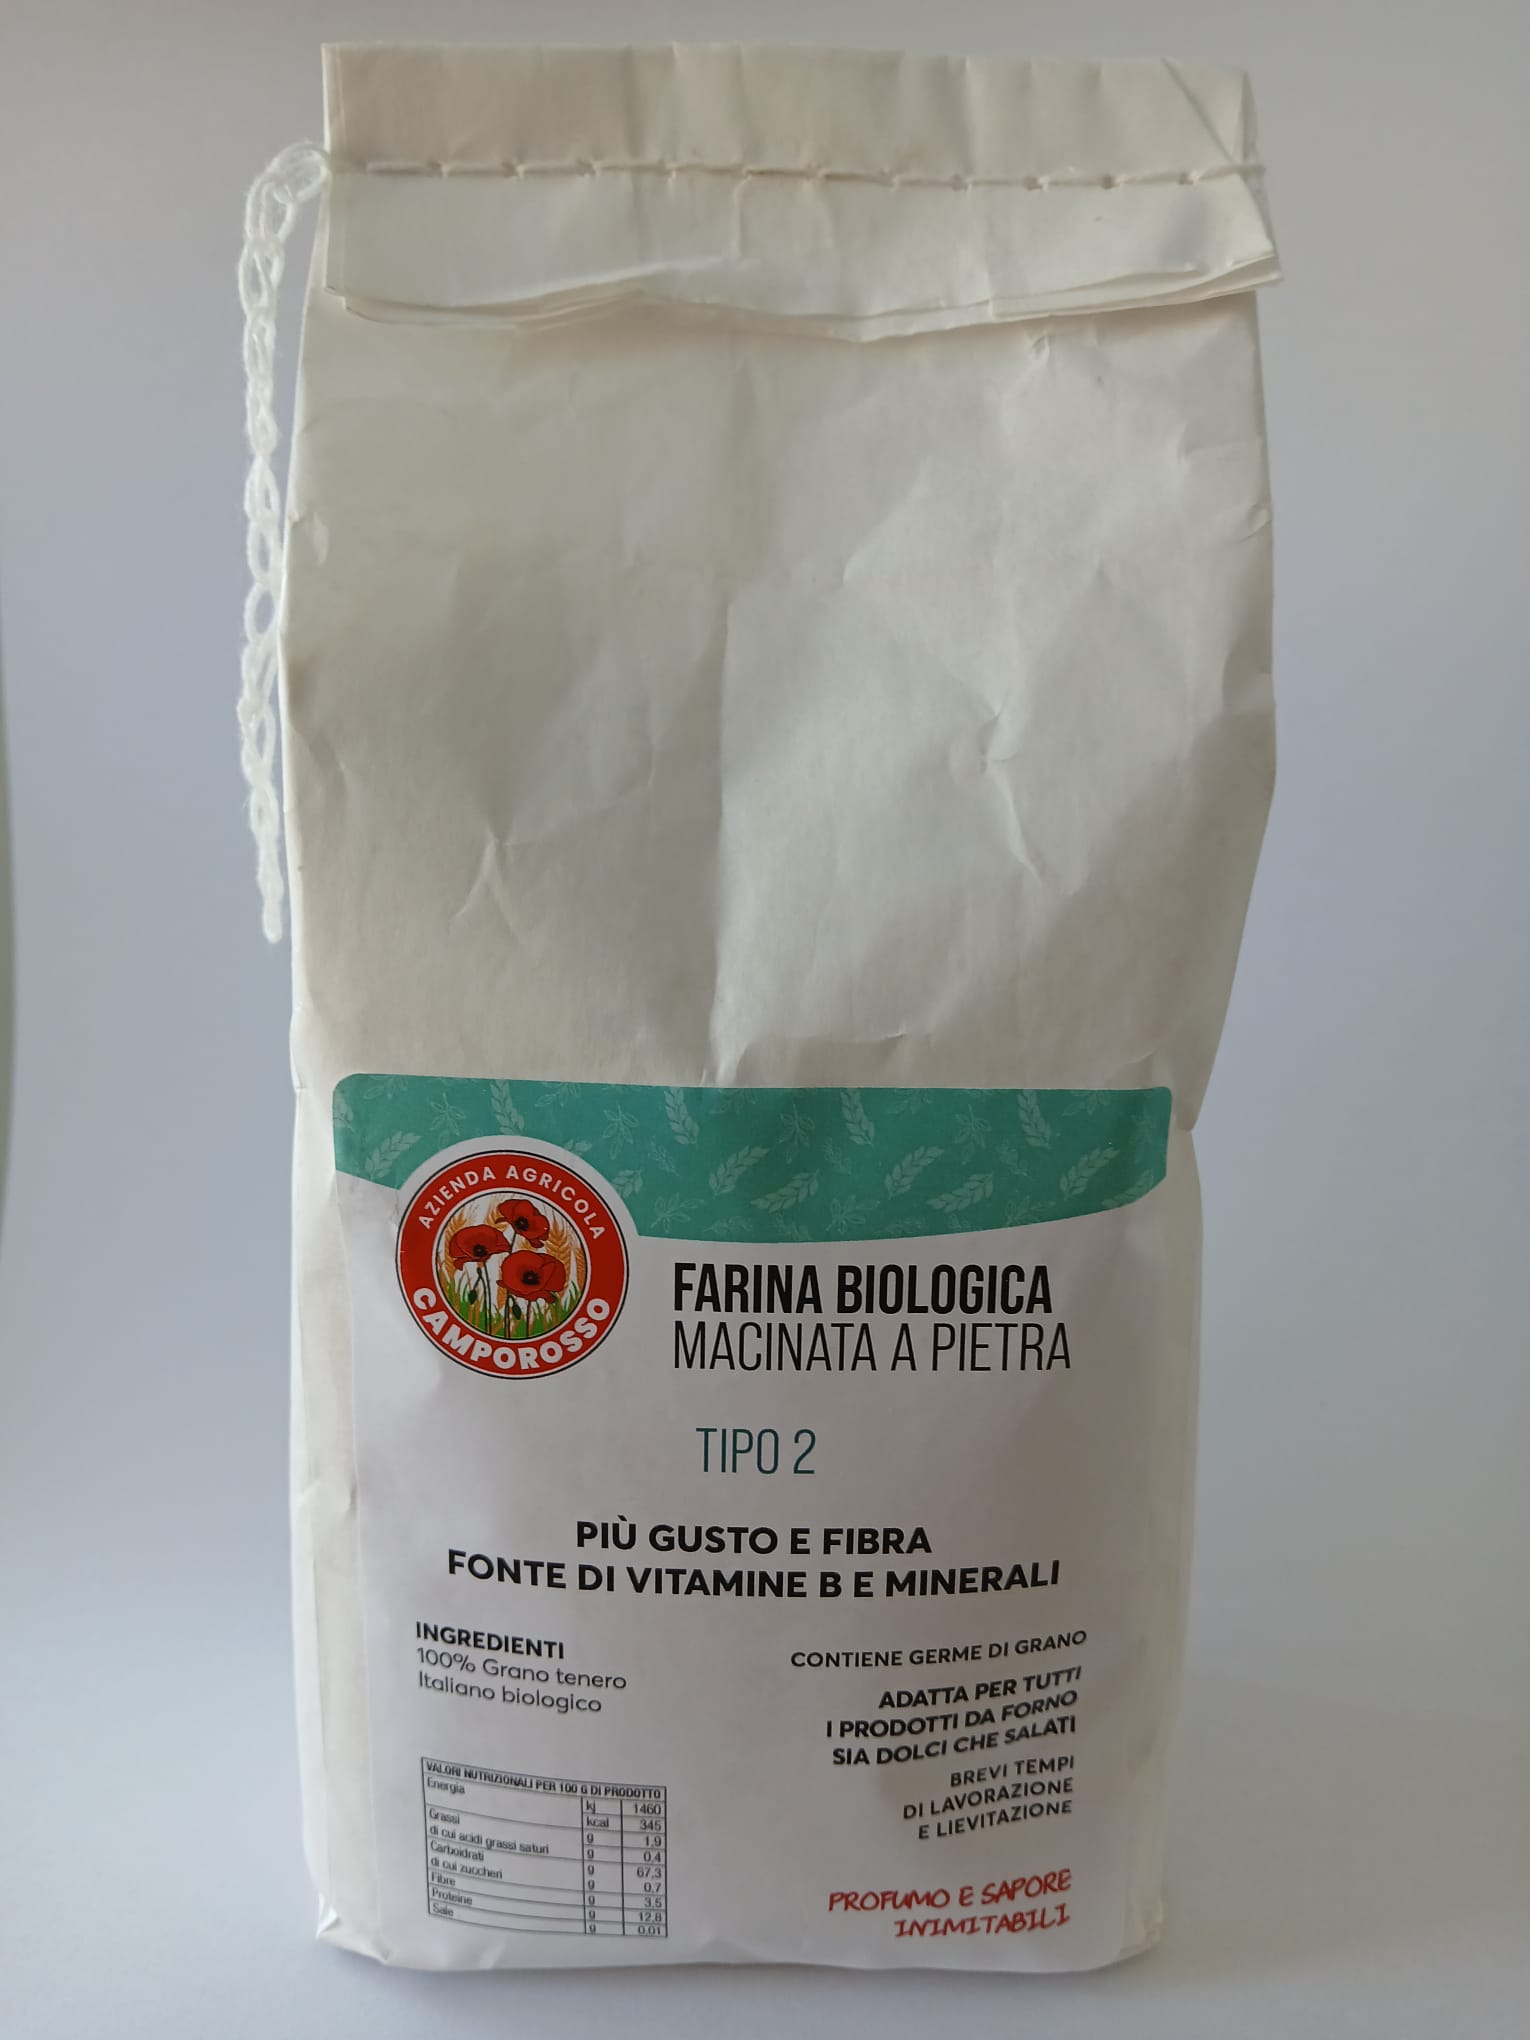 AZIENDA AGRICOLA
CAMPOROSSO
FARINA BIOLOGICA
MACINATA A PIETRA
TIPO 2
PIÙ GUSTO E FIBRA
FONTE DI VITAMINE B E MINERALI
INGREDIENTI
100% Grano tenero
Italiano biologico
CONTIENE GERME DI GRANO
ADATTA PER TUTTI
I PRODOTTI DA FORNO
SIA DOLCI CHE SALATI
BREVI TEMPI
DI LAVORAZIONE
E LIEVITAZIONE
PROFUMO E SAPORE
INIMITABILI
VALORI NUTRIZIONALI PER 100 G DI PRODOTTO
Energia kj 1460
kcal 345
Grassi g 1,9
di cui acidi grassi saturi g 0,4
Carboidrati g 67,3
di cui zuccheri g 0,7
Fibre g 3,5
Proteine g 12,8
Sale g 0,01